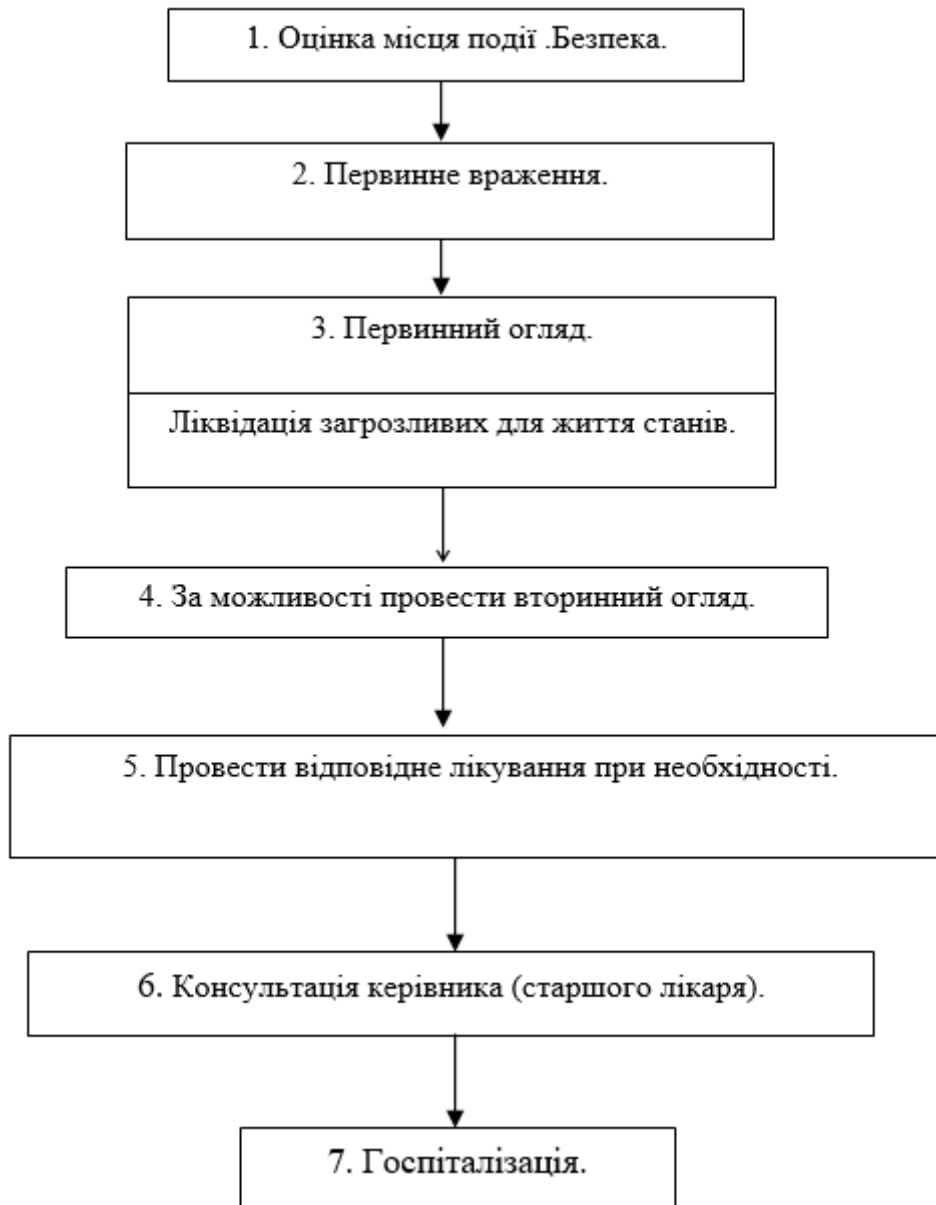 1. Оцінка місця події .Безпека.
2. Первинне враження.
3. Первинний огляд.
Ліквідація загрозливих для життя станів.
4. За можливості провести вторинний огляд.
5. Провести відповідне лікування при необхідності.
6. Консультація керівника (старшого лікаря).
7. Госпіталізація.